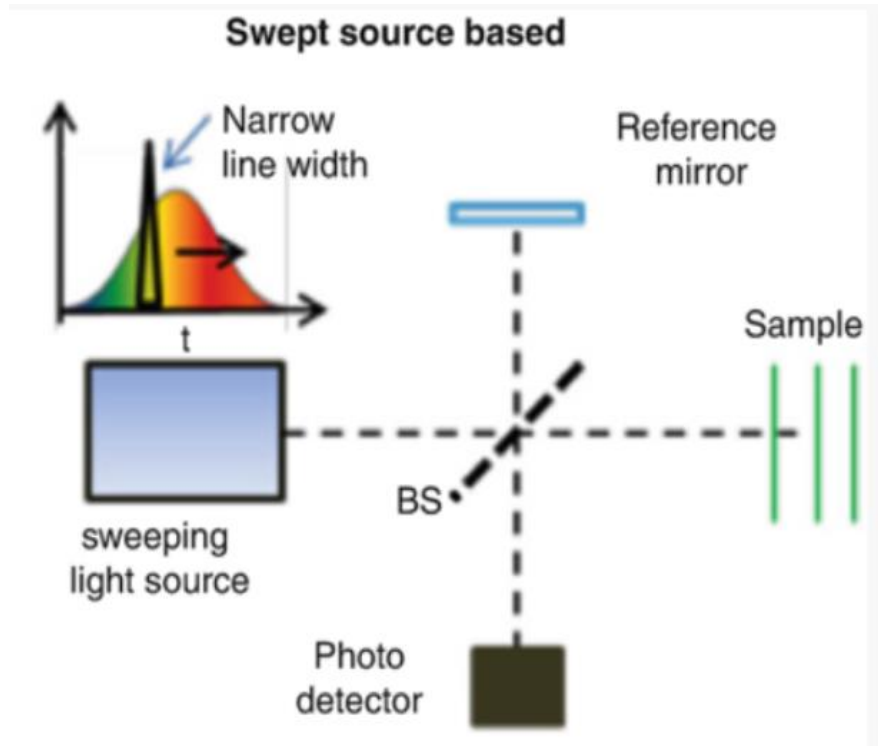 Swept source based
Narrow
line width
Reference
mirror
t
Sample
BS
sweeping
light source
Photo
detector